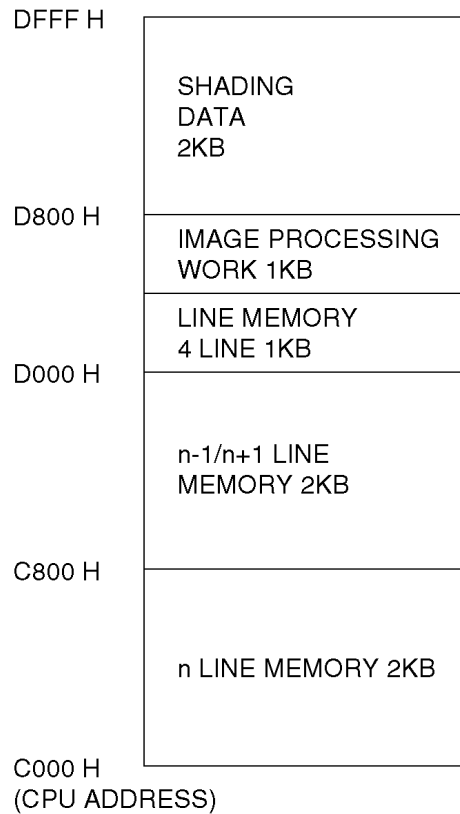 DFFF H
SHADING
DATA
2KB
D800 H
IMAGE PROCESSING
WORK 1KB
LINE MEMORY
4 LINE 1KB
D000 H
n-1/n+1 LINE
MEMORY 2KB
C800 H
n LINE MEMORY 2KB
C000 H
(CPU ADDRESS)